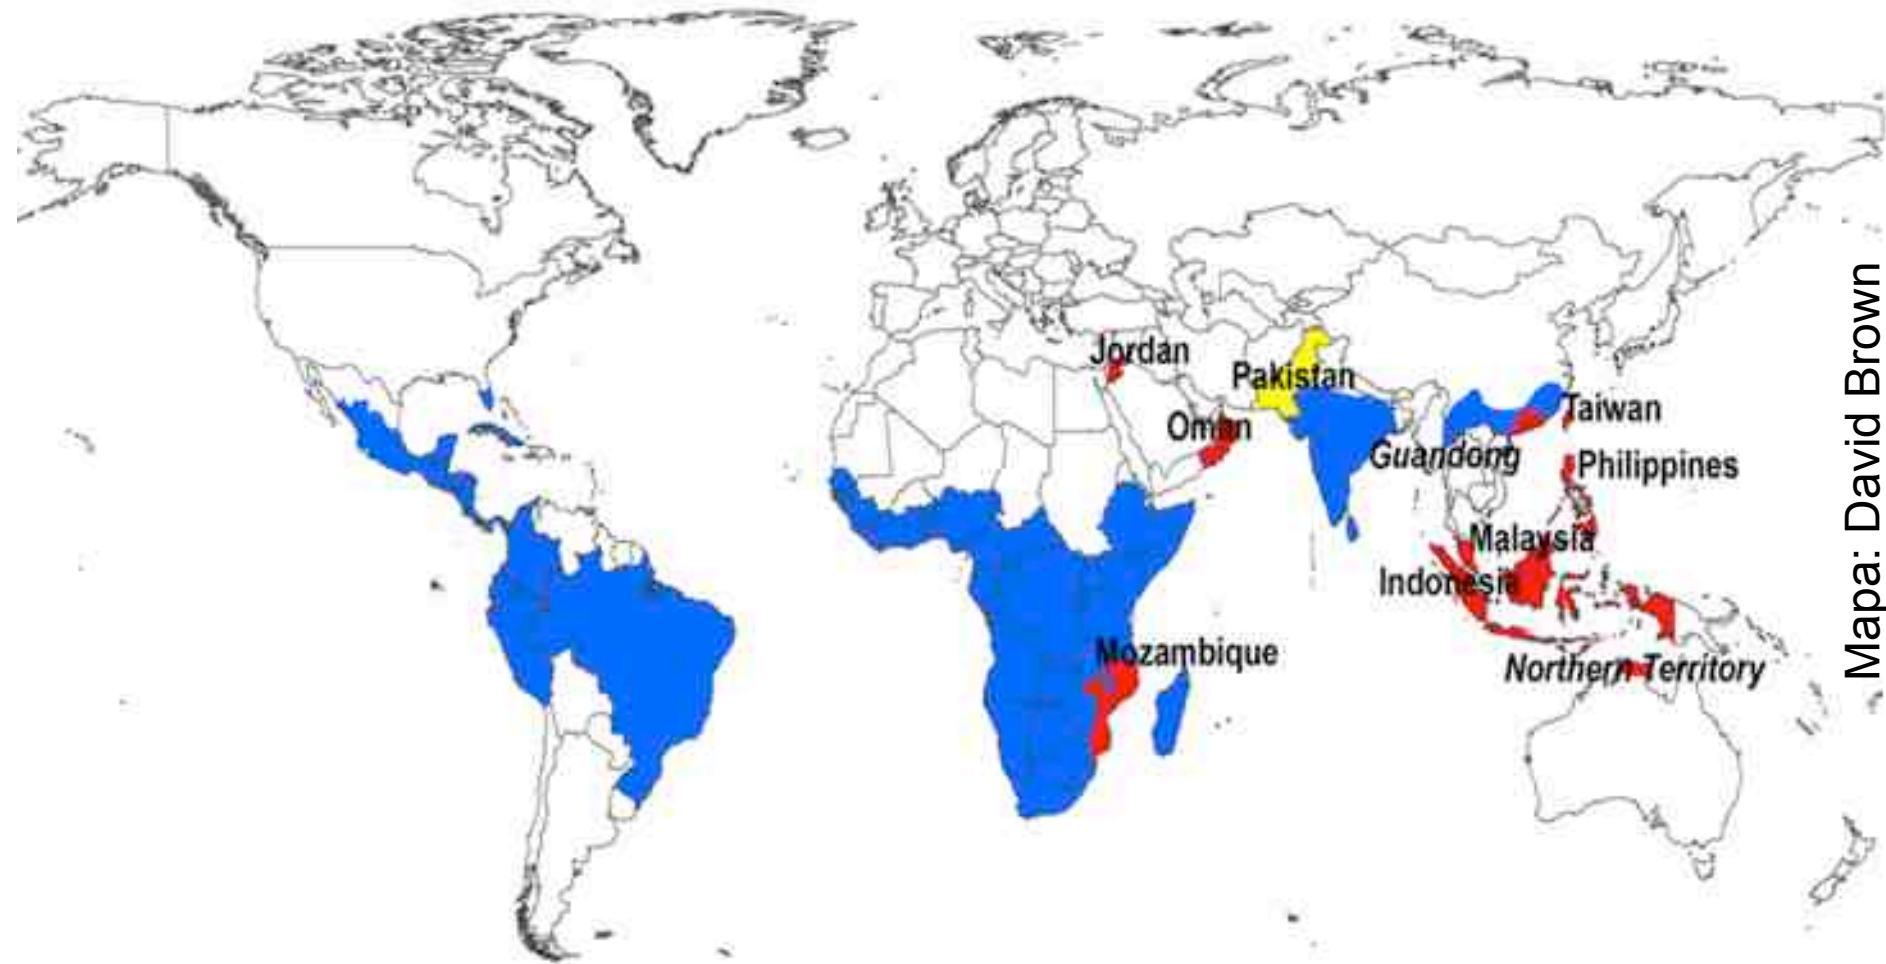 Jordan
Pakistan
Oman
Taiwan
Guandong
Philippines
Malaysia
Indonesia
Mozambique
Northern Territory
Mapa: David Brown